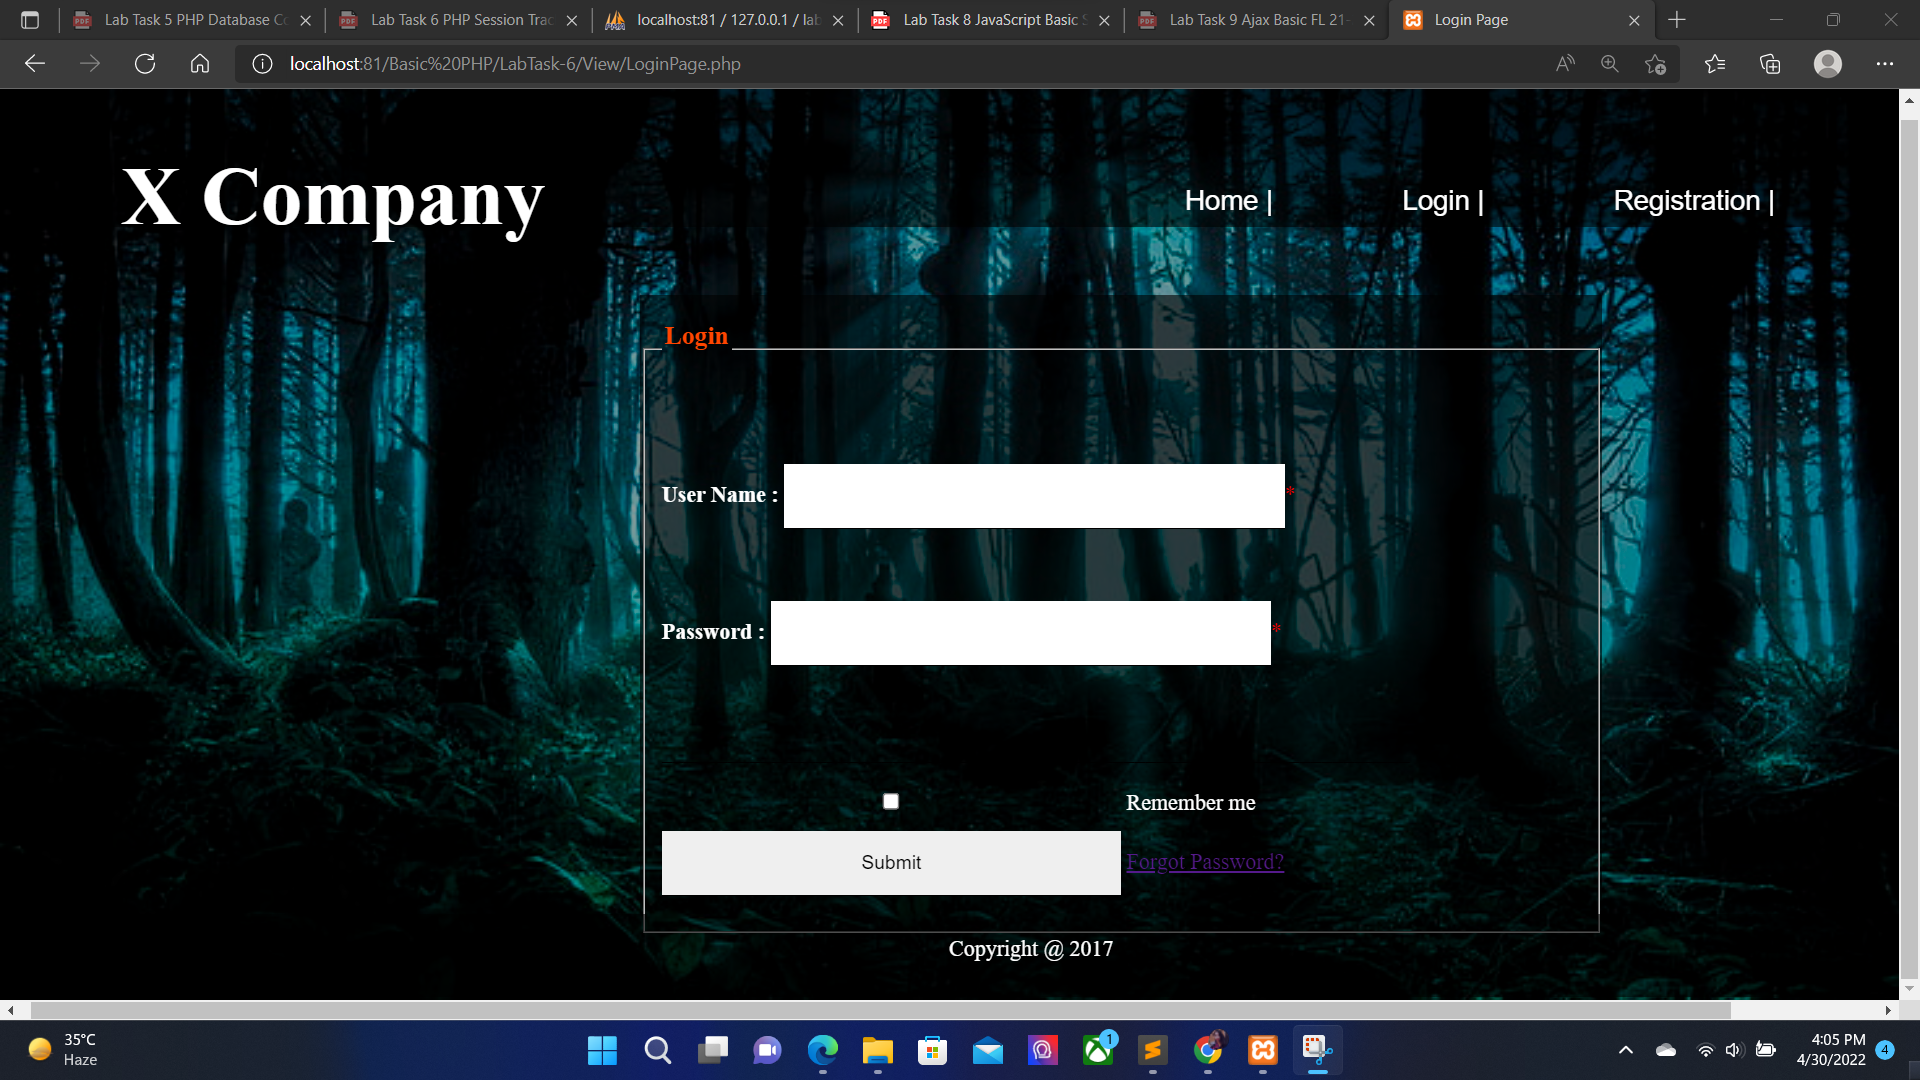 Lab Task 5 PHP Database Co
Lab Task 6 PHP Session Trac
localhost:81 / 127.0.0.1 / lab
Lab Task 8 JavaScript Basic S
Lab Task 9 Ajax Basic FL 21-
Login Page
localhost:81/Basic%20PHP/LabTask-6/View/LoginPage.php
X Company
Home |
Login |
Registration |
Login
User Name :
*
Password :
*
Remember me
Submit
Forgot Password?
Copyright @ 2017
35°C
Haze
1
4:05 PM
4/30/2022
4